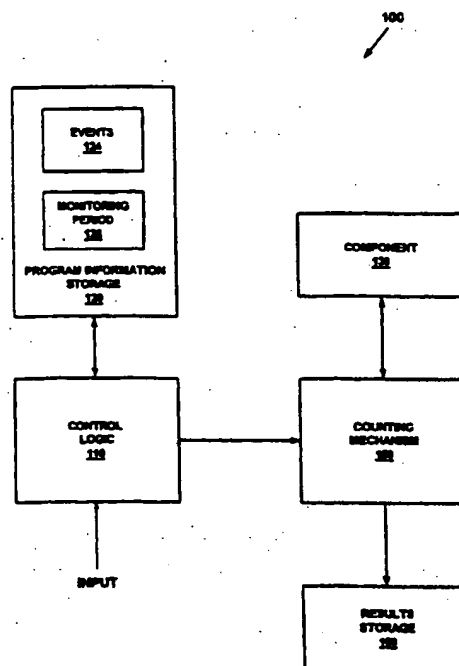 100
EVENTS
124
MONITORING
PERIOD
PROGRAM INFORMATION
STORAGE
120
COMPONENT
CONTROL
LOGIC
110
COUNTING
MECHANISM
INPUT
RESULTS
STORAGE